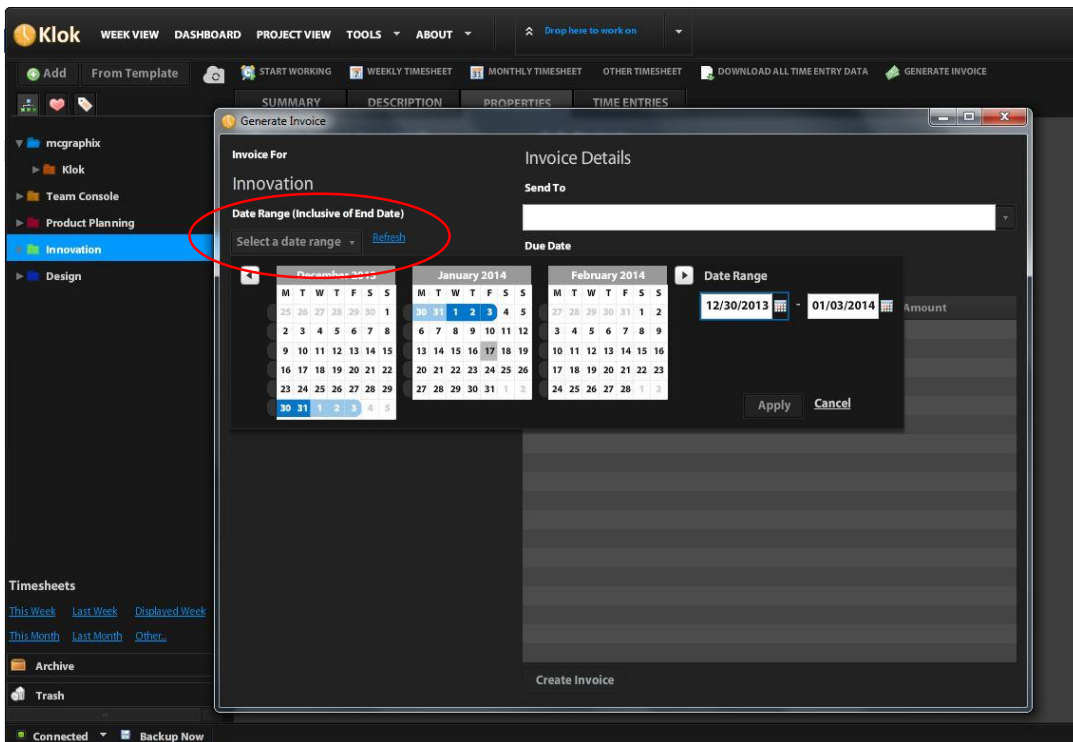 Klok WEEK VIEW DASHBOARD PROJECT VIEW TOOLS ABOUT Drop here to work on
Add From Template START WORKING WEEKLY TIMESHEET MONTHLY TIMESHEET OTHER TIMESHEET DOWNLOAD ALL TIME ENTRY DATA GENERATE INVOICE
SUMMARY DESCRIPTION PROPERTIES TIME ENTRIES
Generate Invoice
mcgraphix
Klok
Team Console
Product Planning
Innovation
Design
Invoice For
Innovation
Date Range (Inclusive of End Date)
Select a date range Refresh
Invoice Details
Send To
Due Date
Amount
December 2013
M T W T F S S
25 26 27 28 29 30 1
2 3 4 5 6 7 8
9 10 11 12 13 14 15
16 17 18 19 20 21 22
23 24 25 26 27 28 29
30 31 1 2 3 4 5
January 2014
M T W T F S S
30 31 1 2 3 4 5
6 7 8 9 10 11 12
13 14 15 16 17 18 19
20 21 22 23 24 25 26
27 28 29 30 31 1 2
February 2014
M T W T F S S
27 28 29 30 31 1 2
3 4 5 6 7 8 9
10 11 12 13 14 15 16
17 18 19 20 21 22 23
24 25 26 27 28 1 2
Date Range
12/30/2013 - 01/03/2014
Apply Cancel
Create Invoice
Timesheets
This Week Last Week Displayed Week
This Month Last Month Other...
Archive
Trash
Connected Backup Now